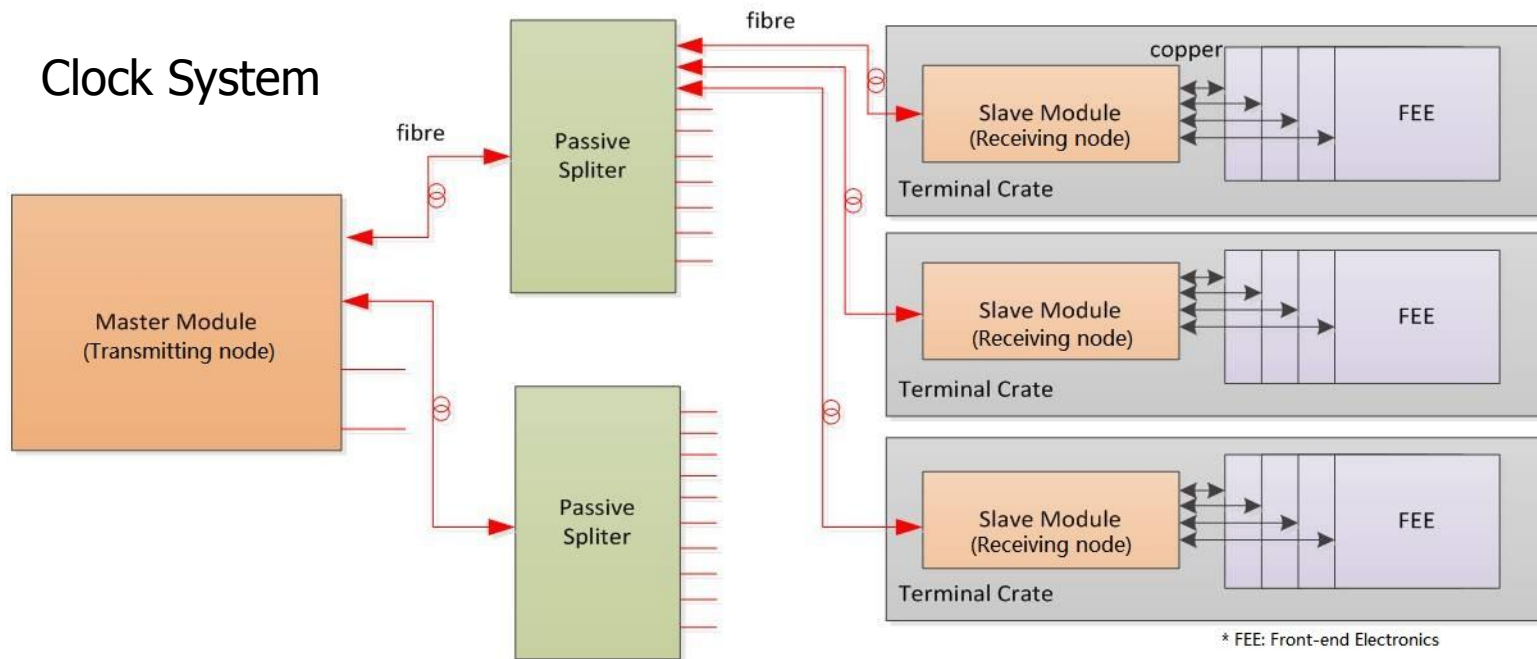 Clock System
fibre
Master Module
(Transmitting node)
Passive
Spliter
Passive
Spliter
fibre
copper
Slave Module
(Receiving node)
FEE
Terminal Crate
Slave Module
(Receiving node)
FEE
Terminal Crate
Slave Module
(Receiving node)
FEE
Terminal Crate
* FEE: Front-end Electronics